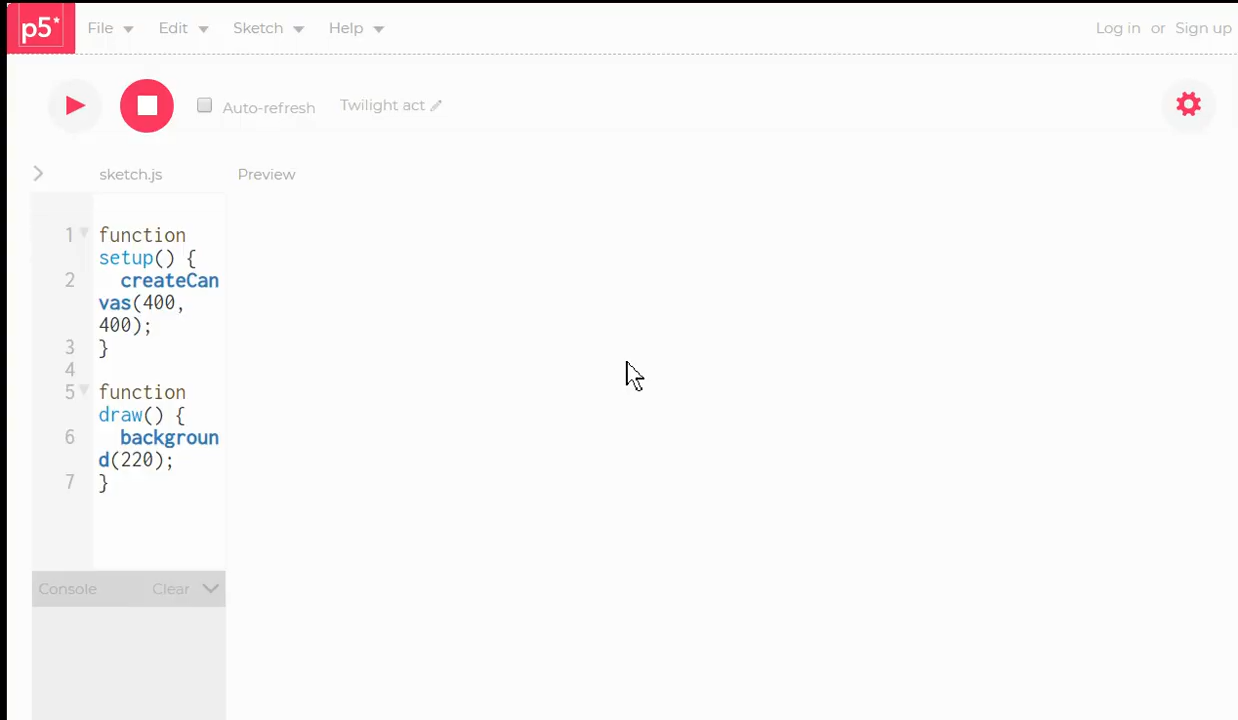 p5*
File
Edit
Sketch
Help
Log in or Sign up
Auto-refresh
Twilight act
sketch.js
Preview
1 function
setup() {
2 createCan
vas(400,
400);
3 }
4
5 function
draw() {
6 backgroun
d(220);
7 }
Console
Clear